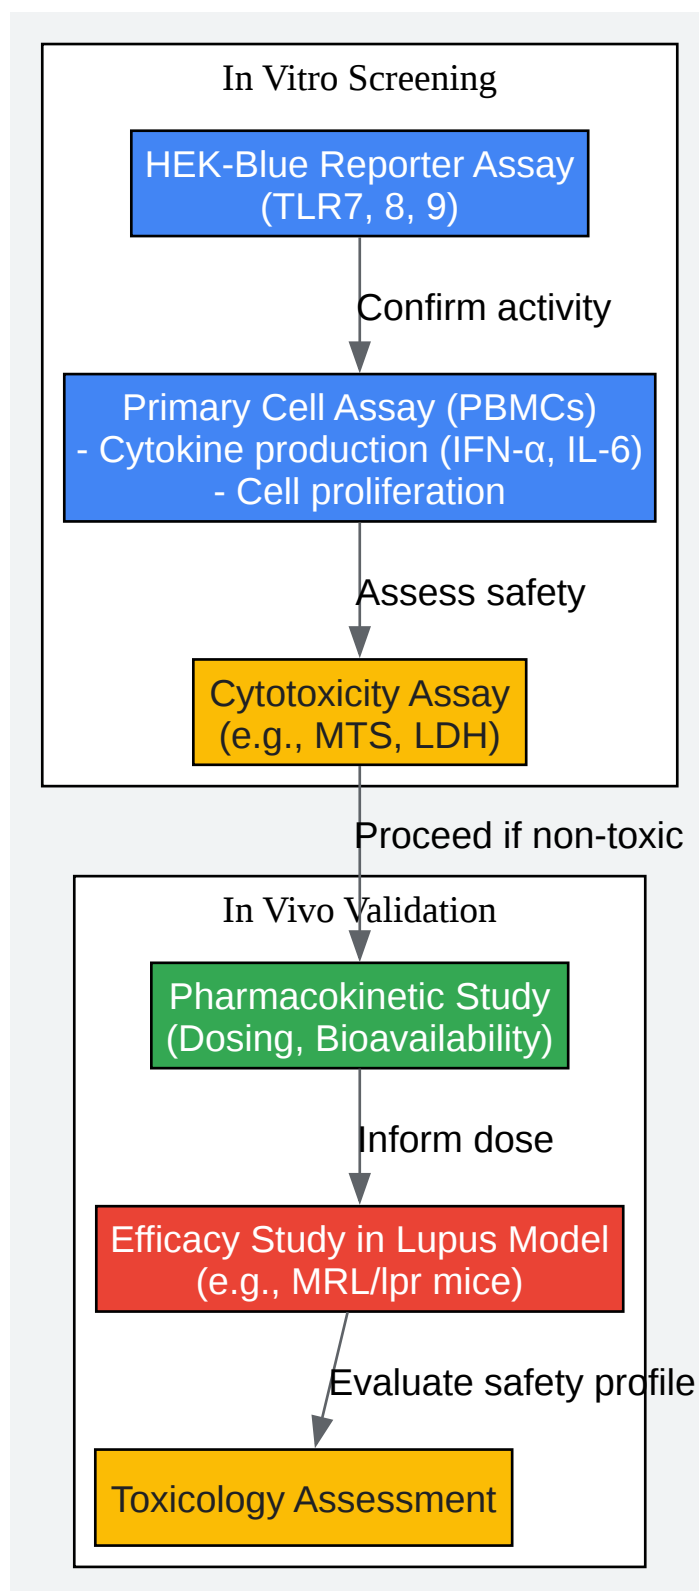 In Vitro Screening
HEK-Blue Reporter Assay
(TLR7, 8, 9)
Confirm activity
Primary Cell Assay (PBMCs)
- Cytokine production (IFN-α, IL-6)
- Cell proliferation
Assess safety
Cytotoxicity Assay
(e.g., MTS, LDH)
Proceed if non-toxic
In Vivo Validation
Pharmacokinetic Study
(Dosing, Bioavailability)
Inform dose
Efficacy Study in Lupus Model
(e.g., MRL/lpr mice)
Evaluate safety profile
Toxicology Assessment